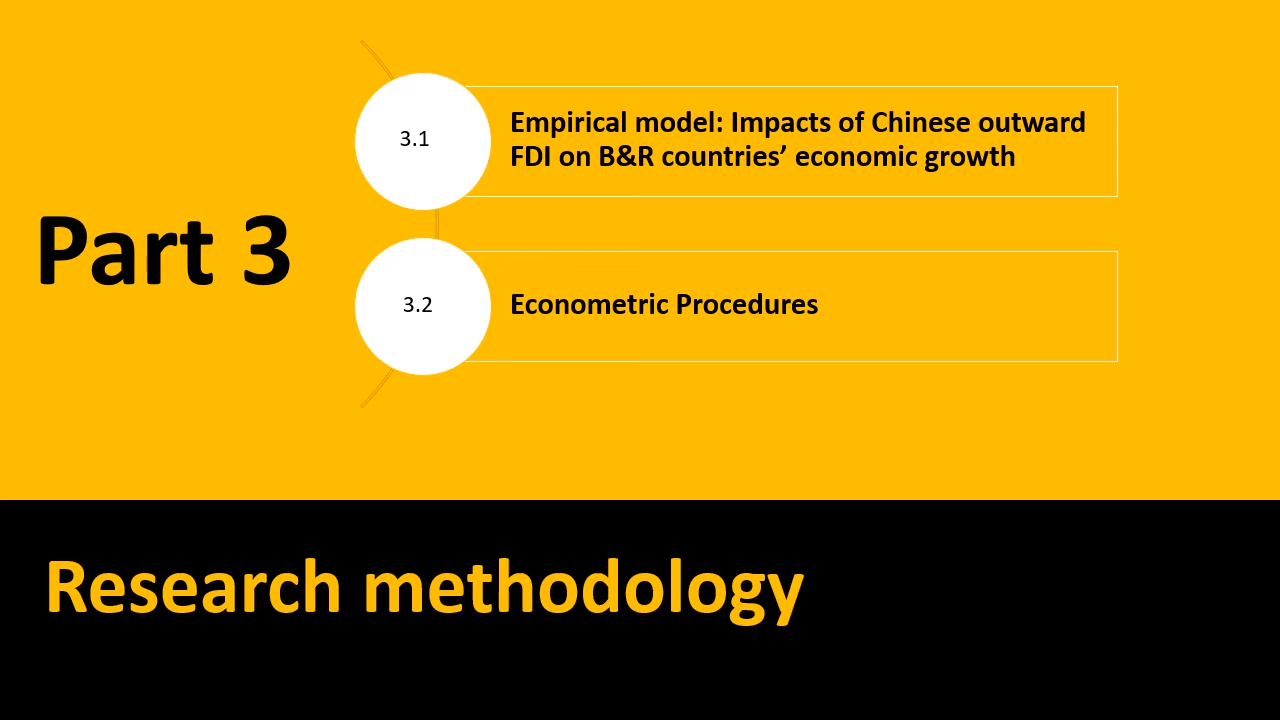 Part 3
3.1
Empirical model: Impacts of Chinese outward
FDI on B&R countries’ economic growth
3.2
Econometric Procedures
Research methodology